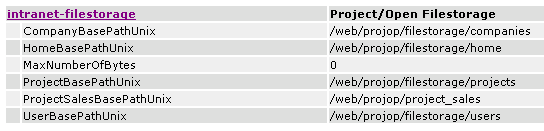 intranet-filestorage Project/Open Filestorage
CompanyBasePathUnix /web/projop/filestorage/companies
HomeBasePathUnix /web/projop/filestorage/home
MaxNumberOfBytes 0
ProjectBasePathUnix /web/projop/filestorage/projects
ProjectSalesBasePathUnix /web/projop/project_sales
UserBasePathUnix /web/projop/filestorage/users